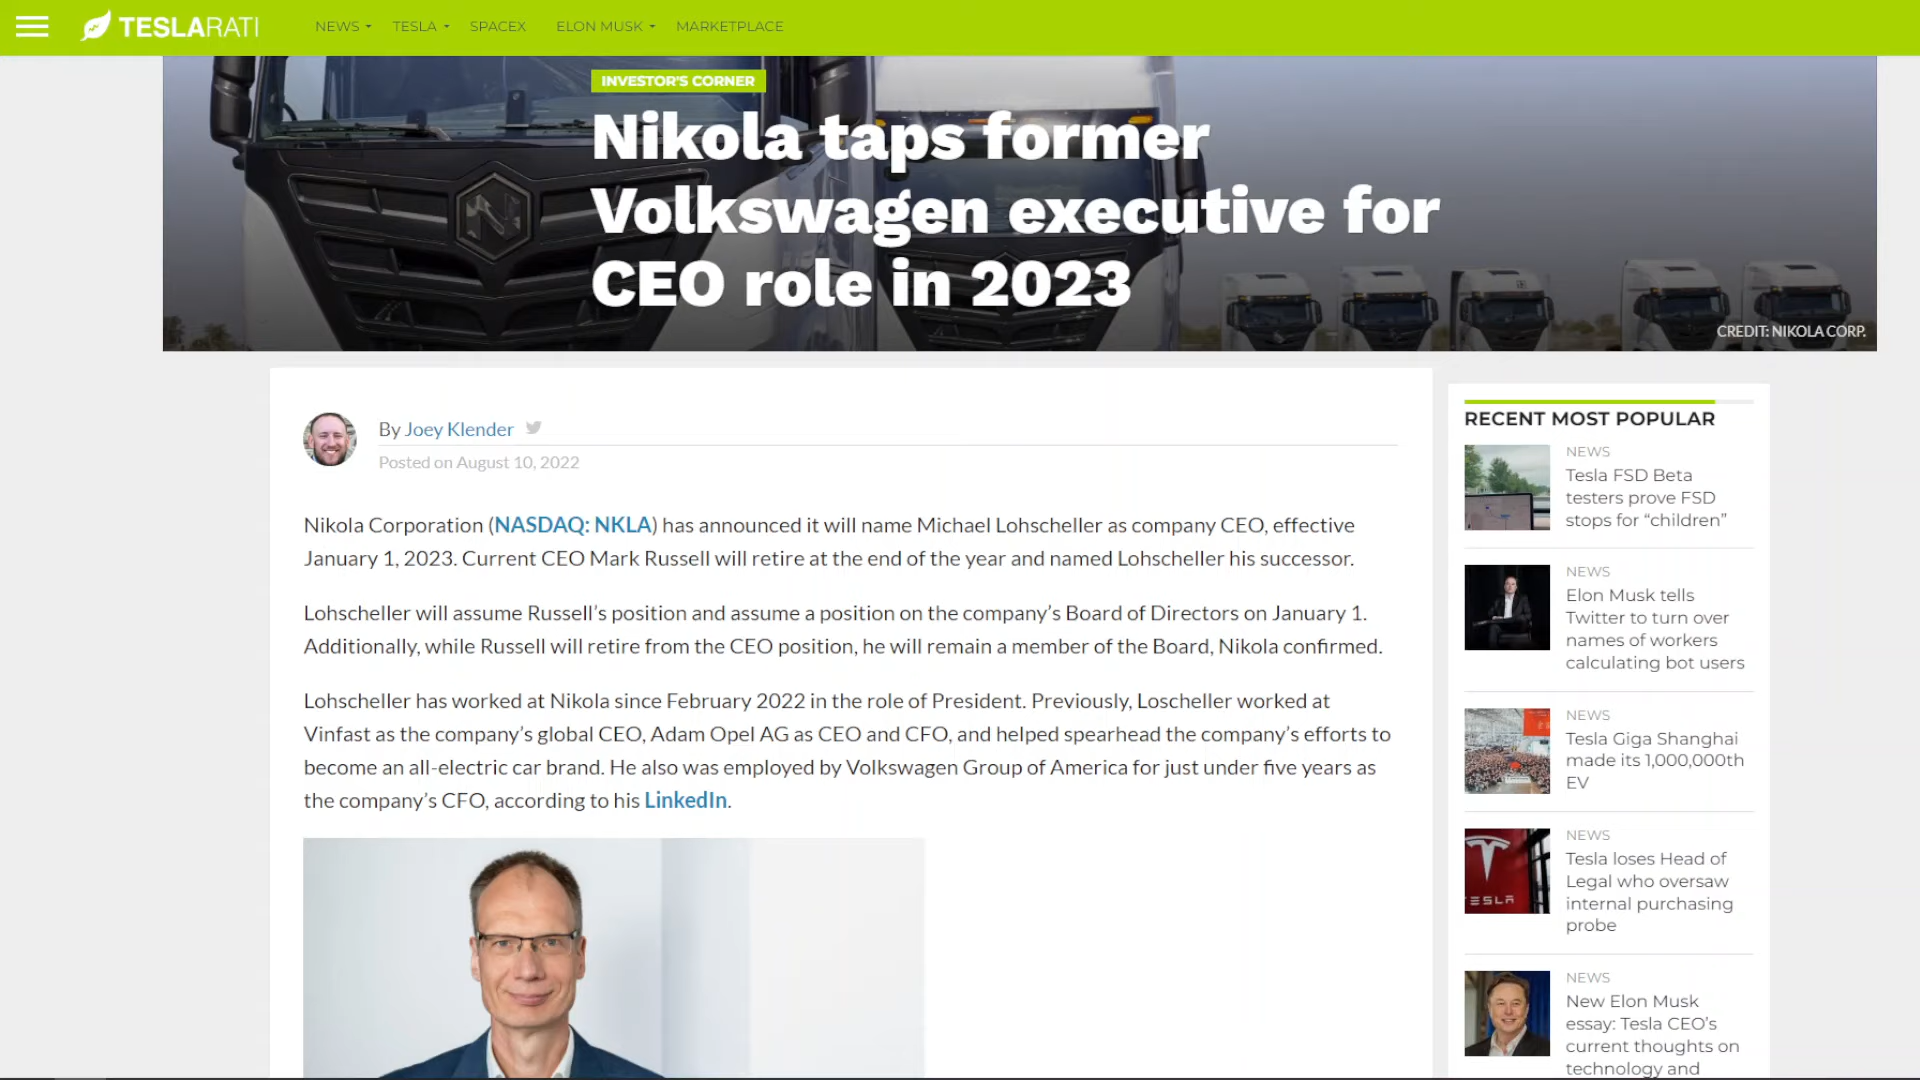 TESLARATI
NEWS
TESLA
SPACEX
ELON MUSK
MARKETPLACE
INVESTOR'S CORNER
Nikola taps former
Volkswagen executive for
CEO role in 2023
CREDIT: NIKOLA CORP.
By Joey Klender
Posted on August 10, 2022
Nikola Corporation (NASDAQ: NKLA) has announced it will name Michael Lohscheller as company CEO, effective
January 1, 2023. Current CEO Mark Russell will retire at the end of the year and named Lohscheller his successor.
Lohscheller will assume Russell’s position and assume a position on the company’s Board of Directors on January 1.
Additionally, while Russell will retire from the CEO position, he will remain a member of the Board, Nikola confirmed.
Lohscheller has worked at Nikola since February 2022 in the role of President. Previously, Loscheller worked at
Vinfast as the company’s global CEO, Adam Opel AG as CEO and CFO, and helped spearhead the company’s efforts to
become an all-electric car brand. He also was employed by Volkswagen Group of America for just under five years as
the company’s CFO, according to his LinkedIn.
RECENT MOST POPULAR
NEWS
Tesla FSD Beta
testers prove FSD
stops for “children”
NEWS
Elon Musk tells
Twitter to turn over
names of workers
calculating bot users
NEWS
Tesla Giga Shanghai
made its 1,000,000th
EV
TESLA
NEWS
Tesla loses Head of
Legal who oversaw
internal purchasing
probe
NEWS
New Elon Musk
essay: Tesla CEO’s
current thoughts on
technology and